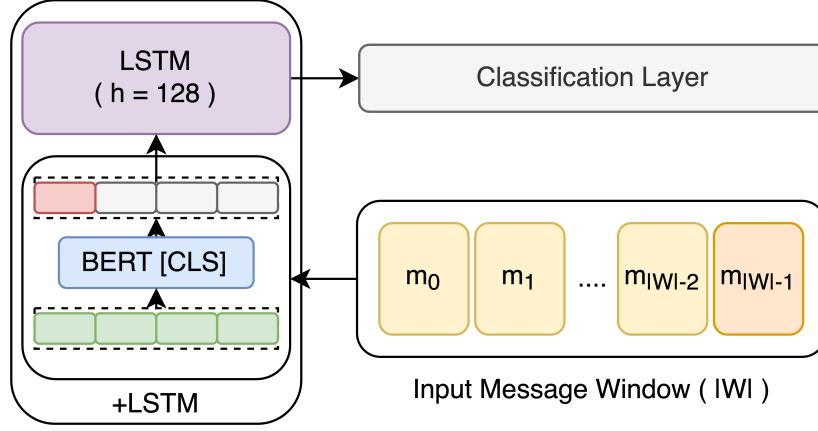 LSTM
( h = 128 )
Classification Layer
BERT [CLS]
m0 m1 .... m|W|-2 m|W|-1
+LSTM
Input Message Window ( |W| )